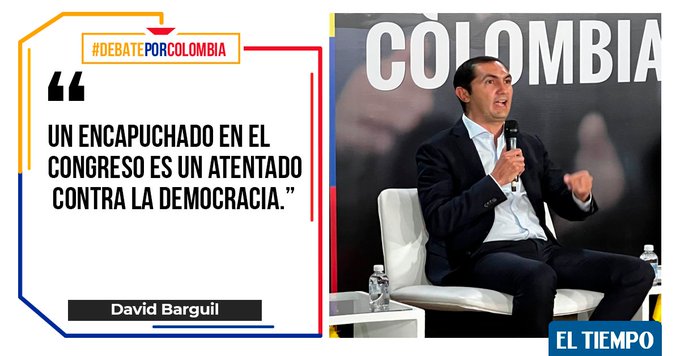 #DEBATEPORCOLOMBIA
“
UN ENCAPUCHADO EN EL
CONGRESO ES UN ATENTADO
CONTRA LA DEMOCRACIA.”
David Barguil
COLOMBIA
EL TIEMPO